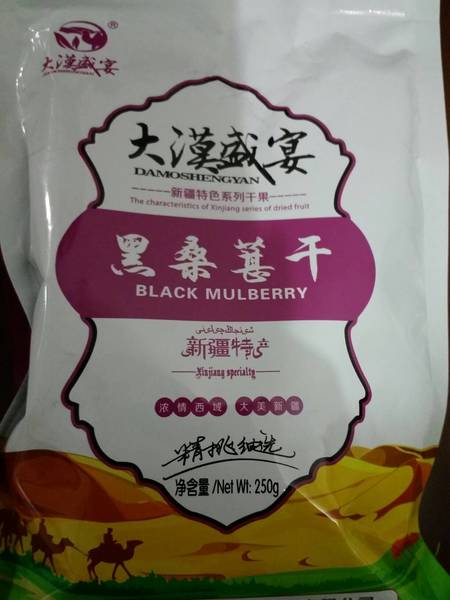 ®
大漠盛宴
大漠盛宴
DAMOSHENGYAN
新疆特色系列干果
The characteristics of Xinjiang series of dried fruit
黑桑葚干
BLACK MULBERRY
新疆特产
Xinjiang specialty
浓情西域 大美新疆
精挑细选
净含量/Net Wt: 250g